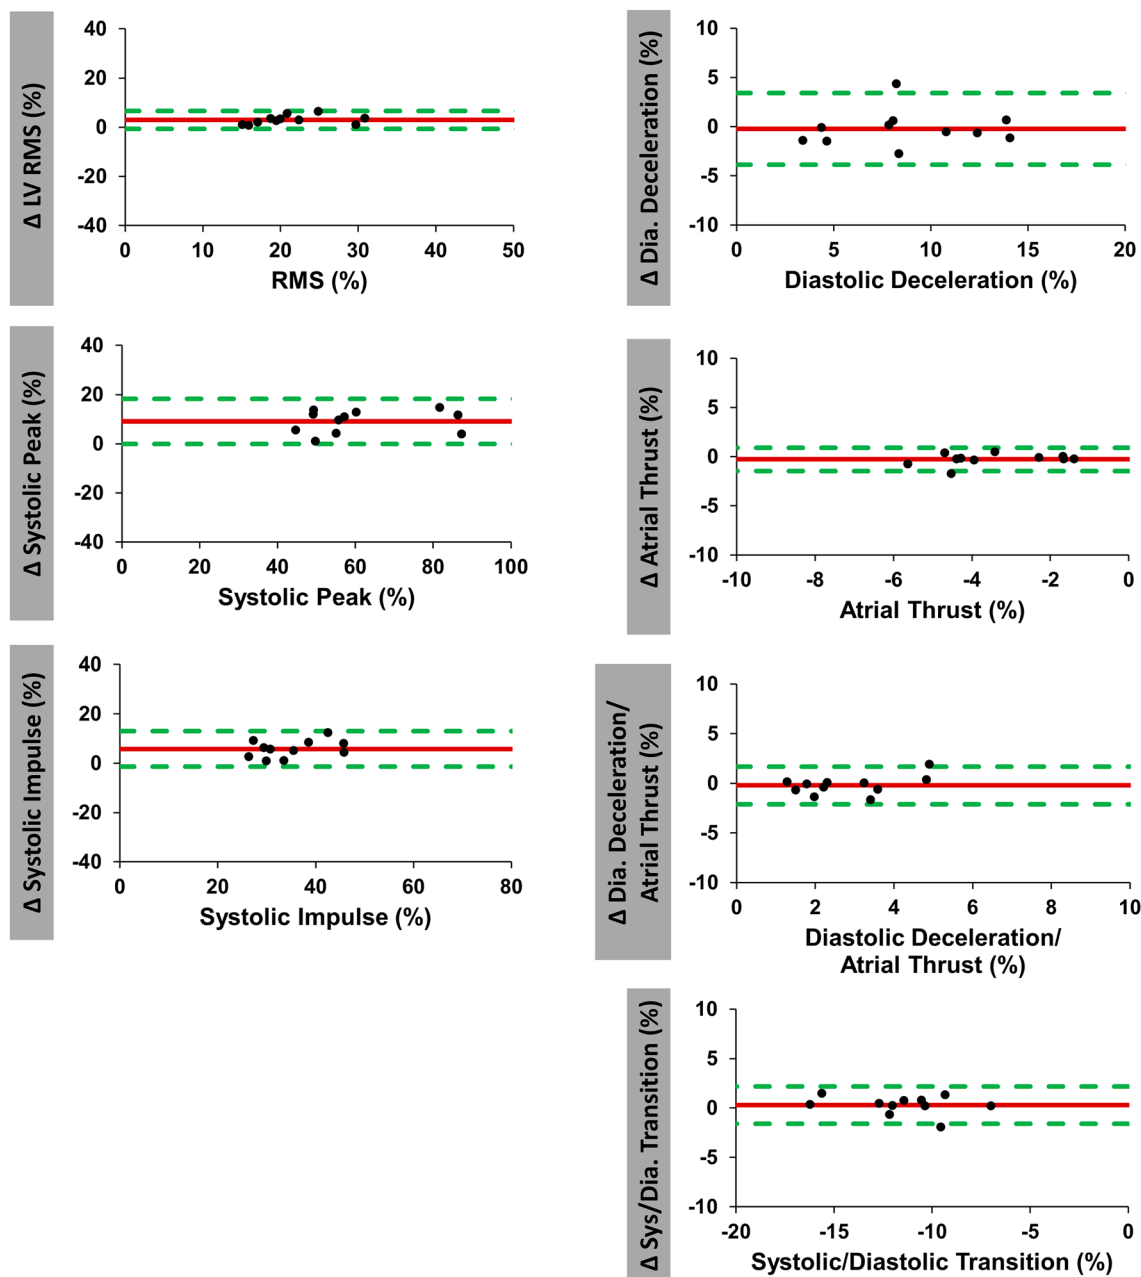 Δ LV RMS (%)
40
20
0
-20
-40
0 10 20 30 40 50
RMS (%)
Δ Systolic Peak (%)
40
20
0
-20
-40
0 20 40 60 80 100
Systolic Peak (%)
Δ Systolic Impulse (%)
40
20
0
-20
-40
0 20 40 60 80
Systolic Impulse (%)
Δ Dia. Deceleration (%)
10
5
0
-5
-10
0 5 10 15 20
Diastolic Deceleration (%)
Δ Atrial Thrust (%)
10
5
0
-5
-10
-10 -8 -6 -4 -2 0
Atrial Thrust (%)
Δ Dia. Deceleration/
Atrial Thrust (%)
10
5
0
-5
-10
0 2 4 6 8 10
Diastolic Deceleration/
Atrial Thrust (%)
Δ Sys/Dia. Transition (%)
10
5
0
-5
-10
-20 -15 -10 -5 0
Systolic/Diastolic Transition (%)